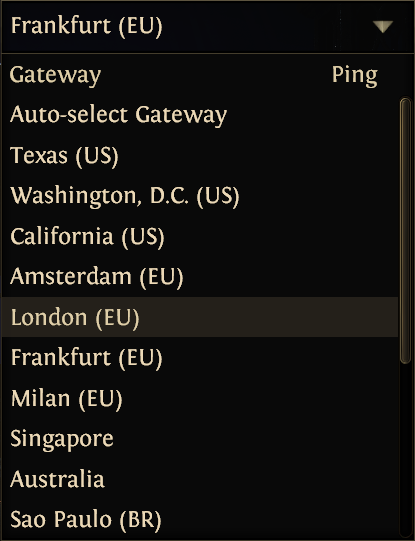 Frankfurt (EU)
Gateway Ping
Auto-select Gateway
Texas (US)
Washington, D.C. (US)
California (US)
Amsterdam (EU)
London (EU)
Frankfurt (EU)
Milan (EU)
Singapore
Australia
Sao Paulo (BR)